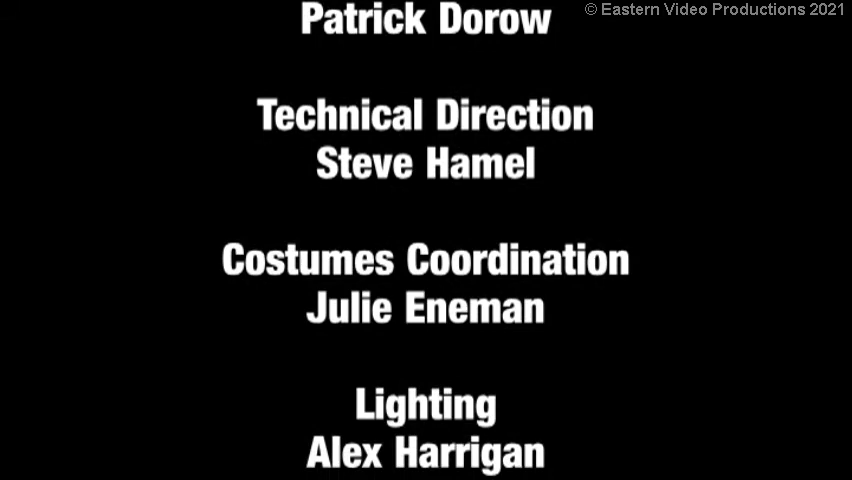 © Eastern Video Productions 2021
Patrick Dorow
Technical Direction
Steve Hamel
Costumes Coordination
Julie Eneman
Lighting
Alex Harrigan